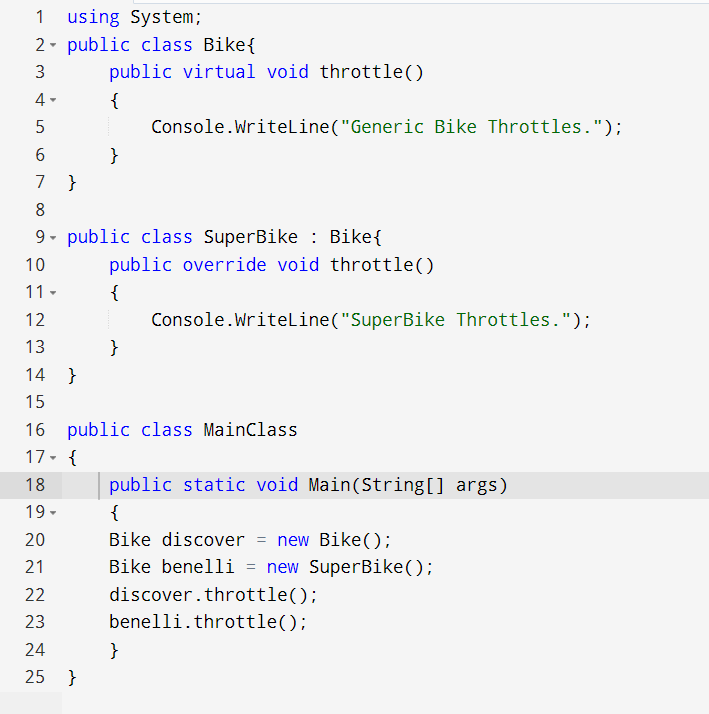 1 using System;
2 public class Bike{
3     public virtual void throttle()
4     {
5         Console.WriteLine("Generic Bike Throttles.");
6     }
7 }
8
9 public class SuperBike : Bike{
10     public override void throttle()
11     {
12         Console.WriteLine("SuperBike Throttles.");
13     }
14 }
15
16 public class MainClass
17 {
18     public static void Main(String[] args)
19     {
20     Bike discover = new Bike();
21     Bike benelli = new SuperBike();
22     discover.throttle();
23     benelli.throttle();
24     }
25 }